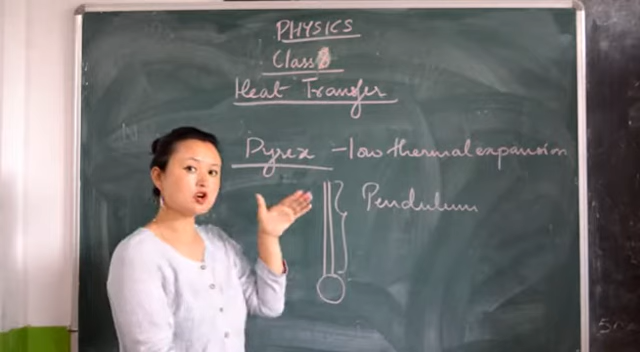 PHYSICS
Class 8
Heat Transfer
Pyrex - low thermal expansion
Pendulum